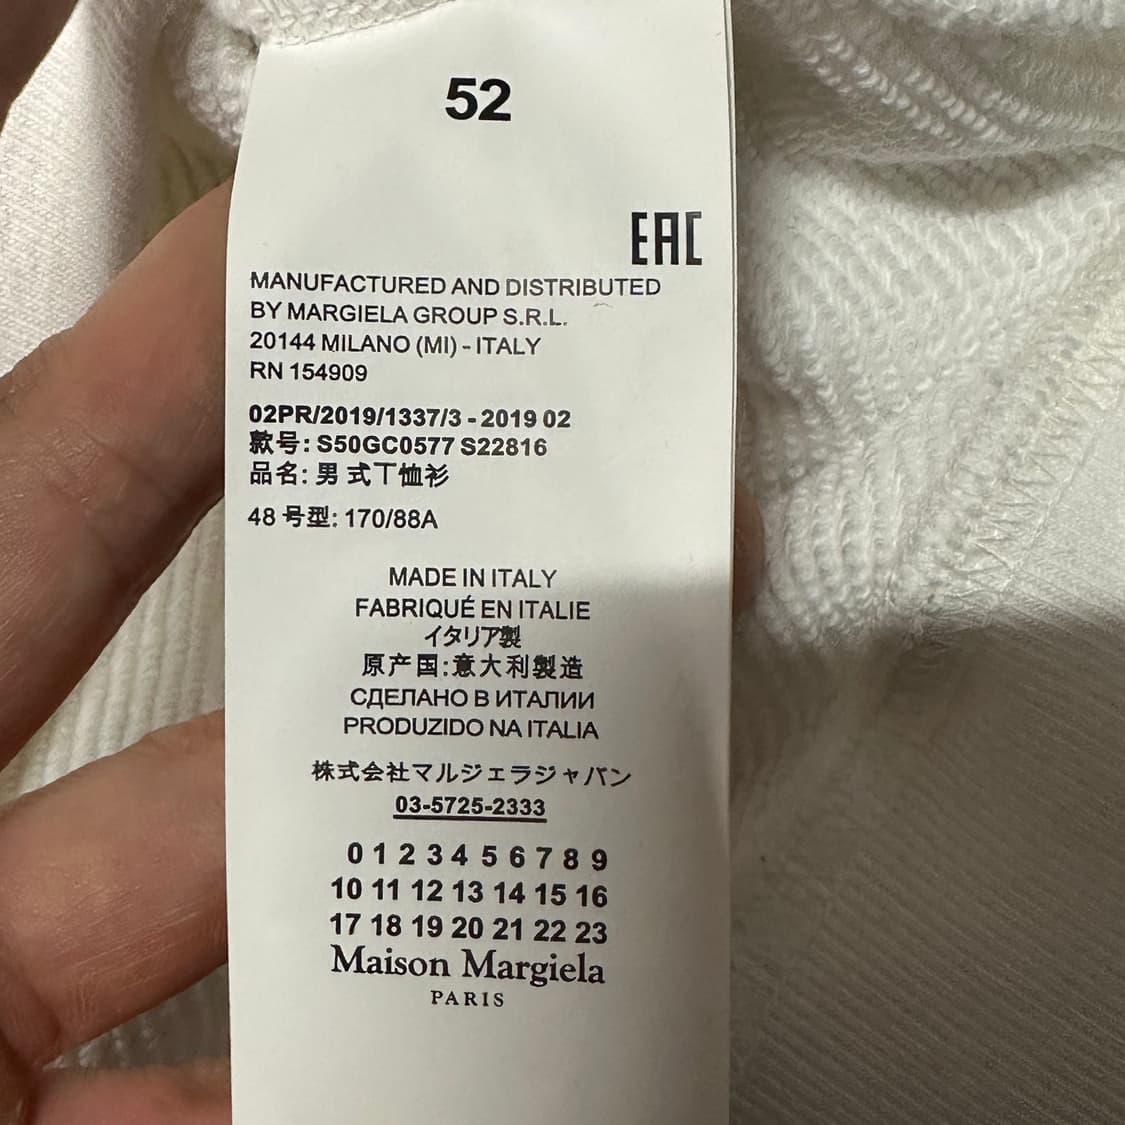 52
EAC
MANUFACTURED AND DISTRIBUTED
BY MARGIELA GROUP S.R.L.
20144 MILANO (MI) - ITALY
RN 154909
02PR/2019/1337/3 - 2019 02
款号: S50GC0577 S22816
品名: 男 式丅恤衫
48 号型: 170/88A
MADE IN ITALY
FABRIQUÉ EN ITALIE
イタリア製
原产国:意大利製造
СДЕЛАНО В ИТАЛИИ
PRODUZIDO NA ITALIA
株式会社マルジェラジャパン
03-5725-2333
0 1 2 3 4 5 6 7 8 9
10 11 12 13 14 15 16
17 18 19 20 21 22 23
Maison Margiela
PARIS